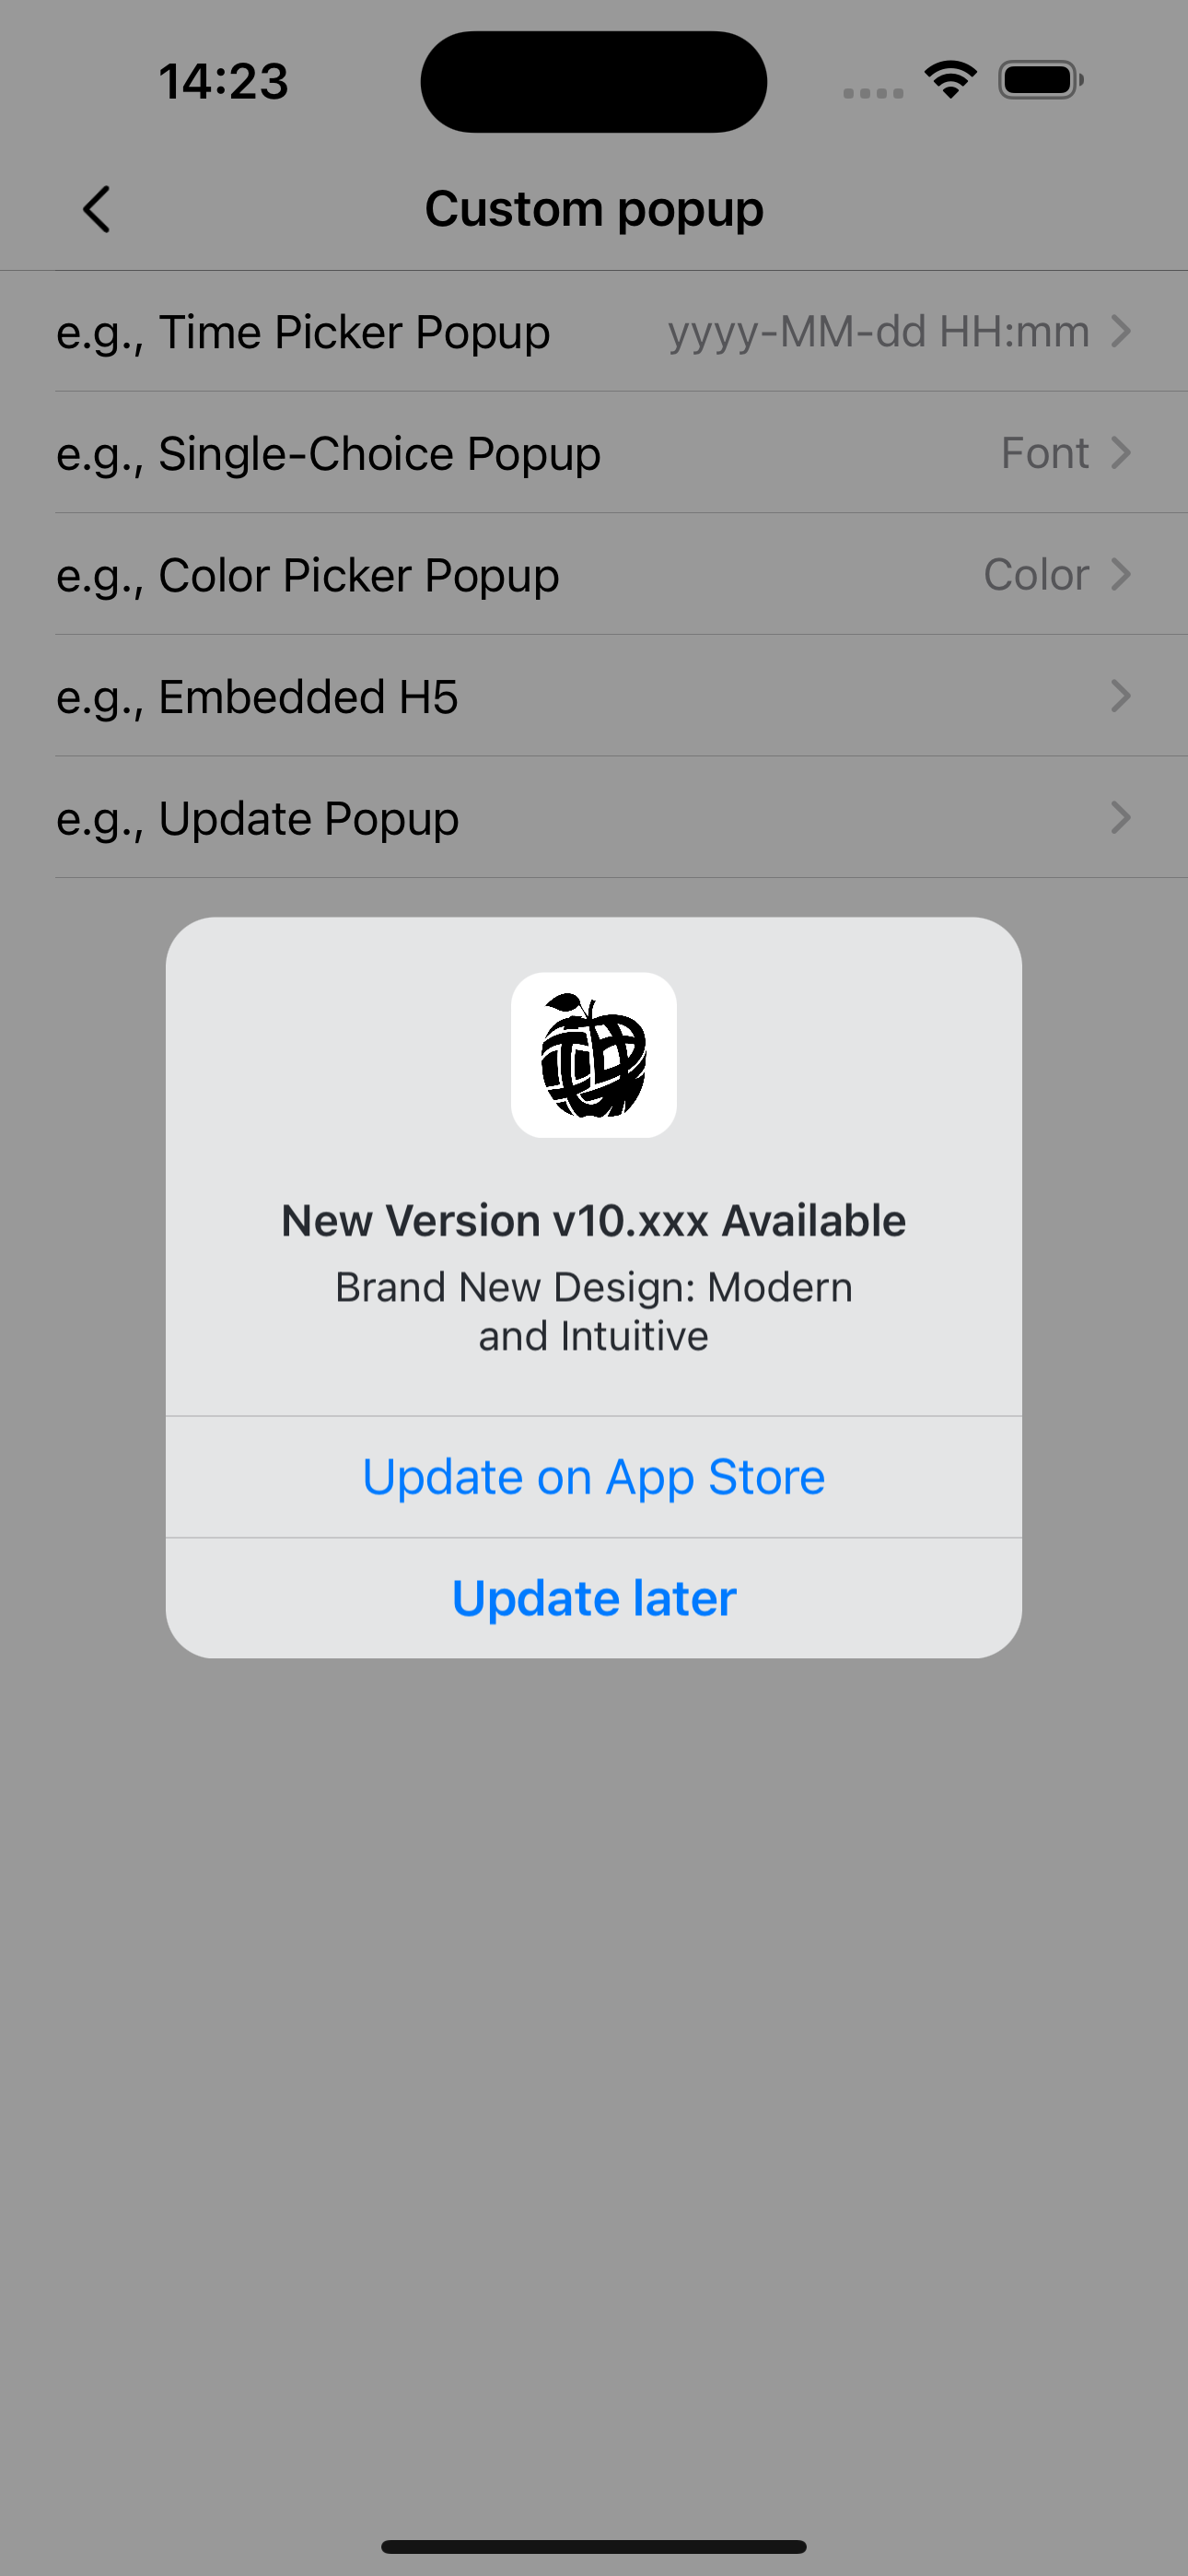 14:23
Custom popup
e.g., Time Picker Popup yyyy-MM-dd HH:mm
e.g., Single-Choice Popup Font
e.g., Color Picker Popup Color
e.g., Embedded H5
e.g., Update Popup
New Version v10.xxx Available
Brand New Design: Modern
and Intuitive
Update on App Store
Update later